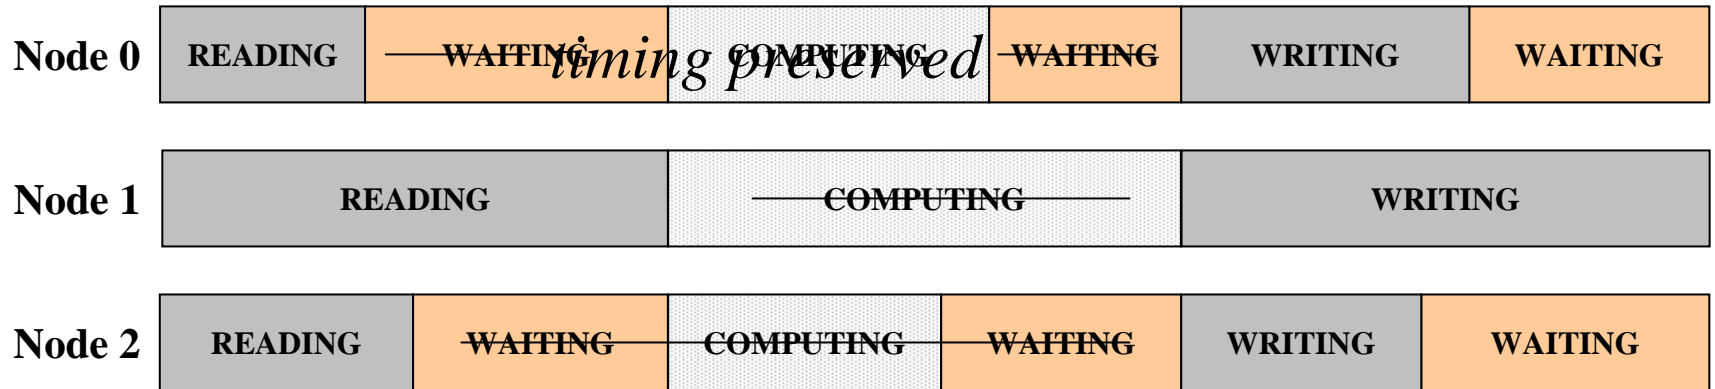 Node 0 READING WAITING COMPUTING WAITING WRITING WAITING
timing preserved
Node 1 READING COMPUTING WRITING
Node 2 READING WAITING COMPUTING WAITING WRITING WAITING